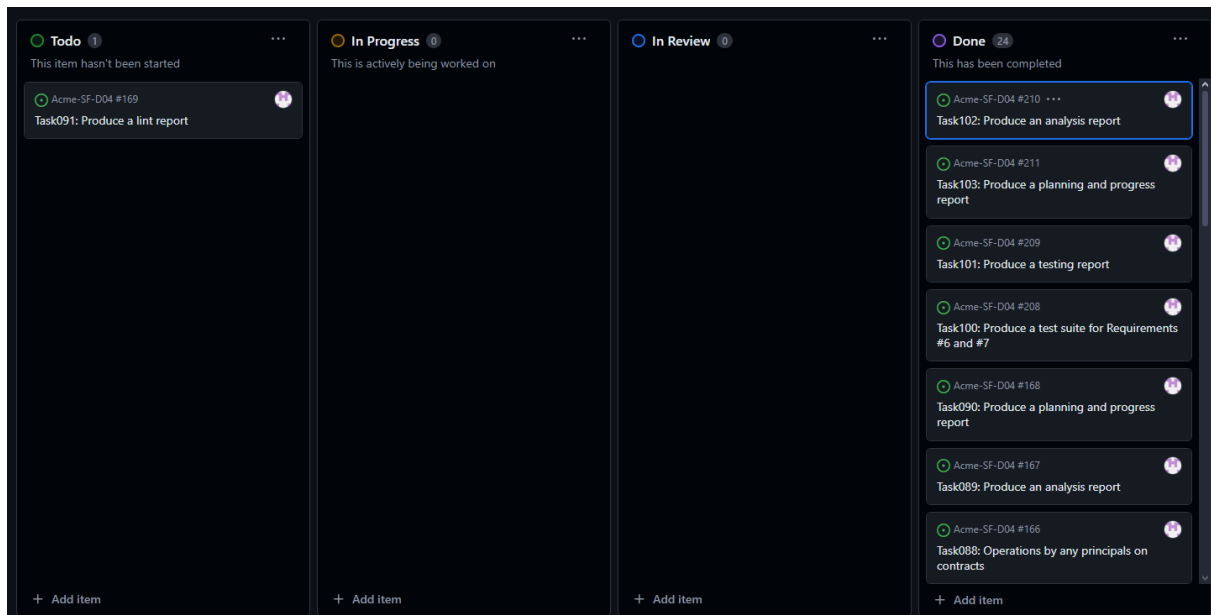 Todo 1
This item hasn't been started
Acme-SF-D04 #169
Task091: Produce a lint report
+ Add item
In Progress 0
This is actively being worked on
+ Add item
In Review 0
+ Add item
Done 24
This has been completed
Acme-SF-D04 #210
Task102: Produce an analysis report
Acme-SF-D04 #211
Task103: Produce a planning and progress
report
Acme-SF-D04 #209
Task101: Produce a testing report
Acme-SF-D04 #208
Task100: Produce a test suite for Requirements
#6 and #7
Acme-SF-D04 #168
Task090: Produce a planning and progress
report
Acme-SF-D04 #167
Task089: Produce an analysis report
Acme-SF-D04 #166
Task088: Operations by any principals on
contracts
+ Add item